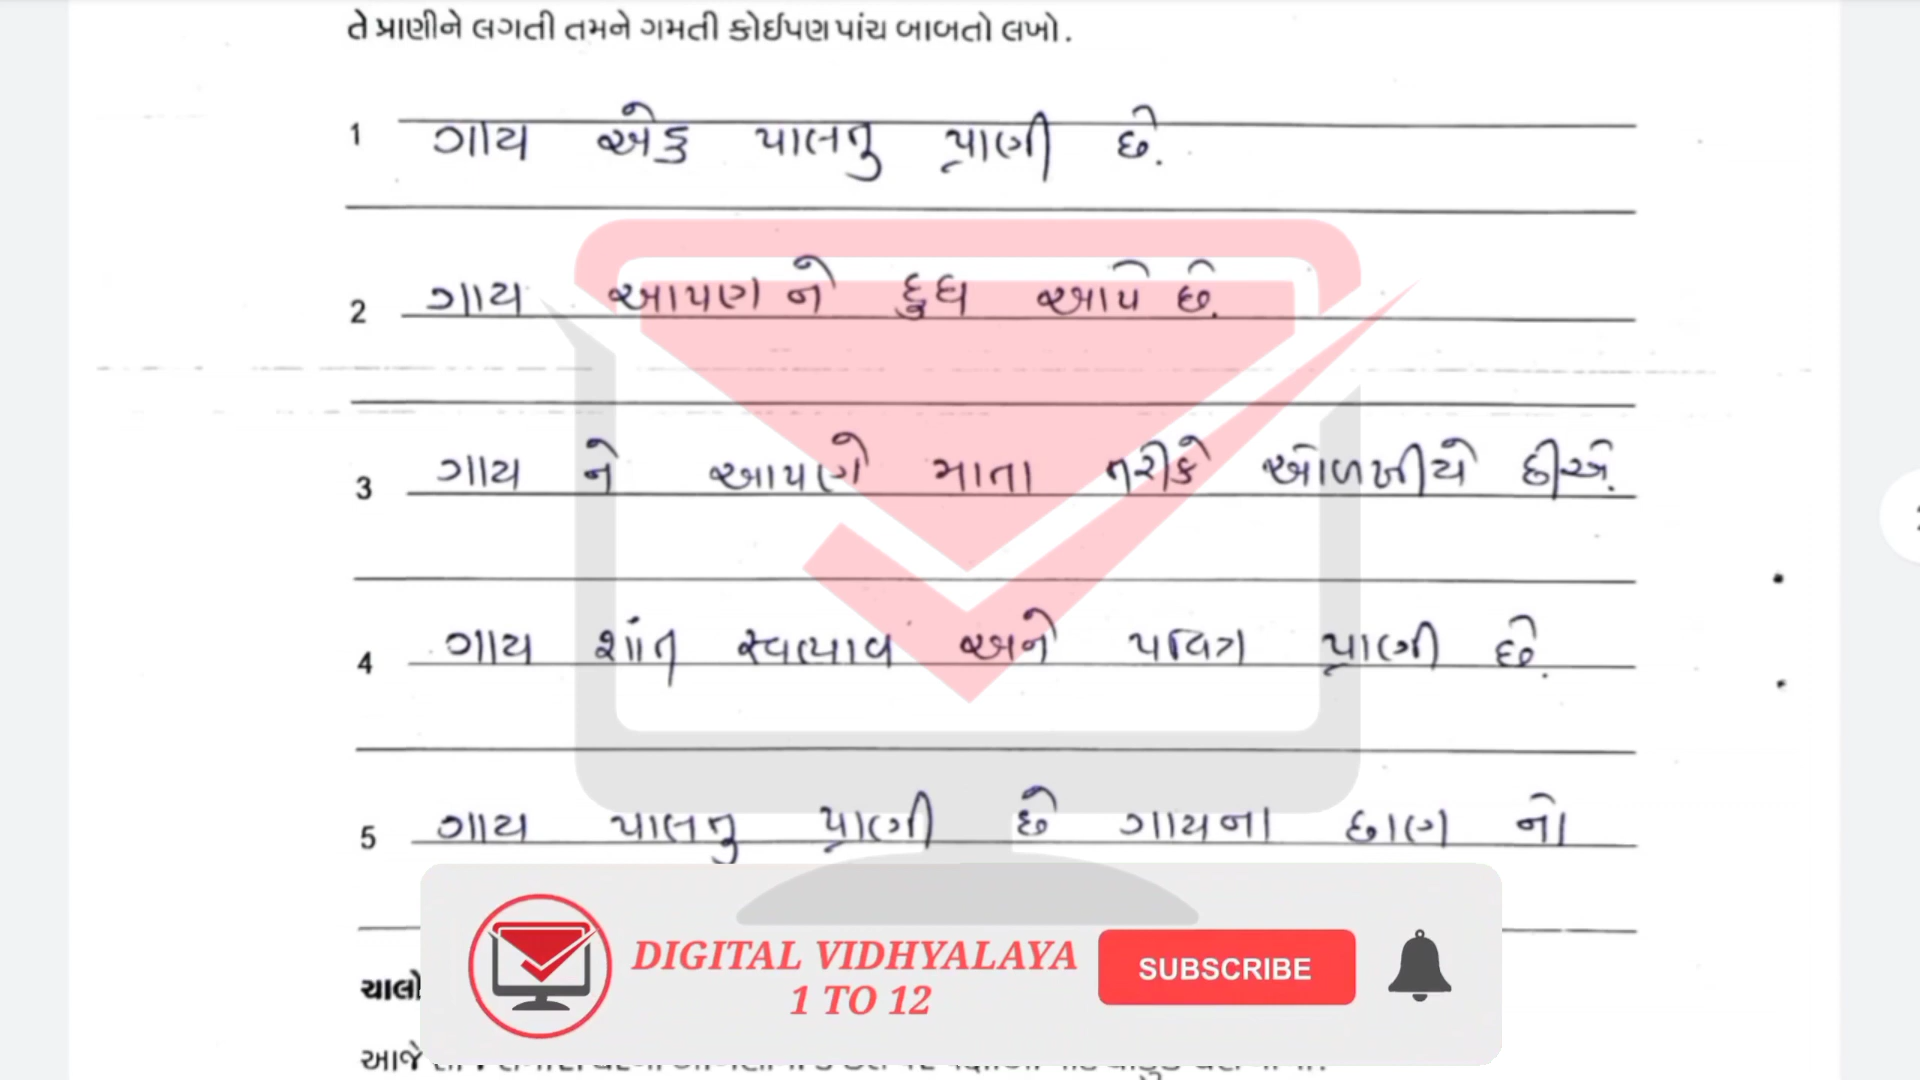 તે પ્રાણીને લગતી તમને ગમતી કોઈપણ પાંચ બાબતો લખો.
1 ગાય એક પાલતુ પ્રાણી છે.
2 ગાય આપણ ને દુધ આપે છે.
3 ગાય ને આપણે માતા તરીકે ઓળખીયે છીએ.
4 ગાય શાંત સ્વભાવ અને પવિત્ર પ્રાણી છે.
5 ગાય પાલતુ પ્રાણી છે ગાયના છાણ નો
DIGITAL VIDHYALAYA
1 TO 12
SUBSCRIBE
ચાલો
આજે